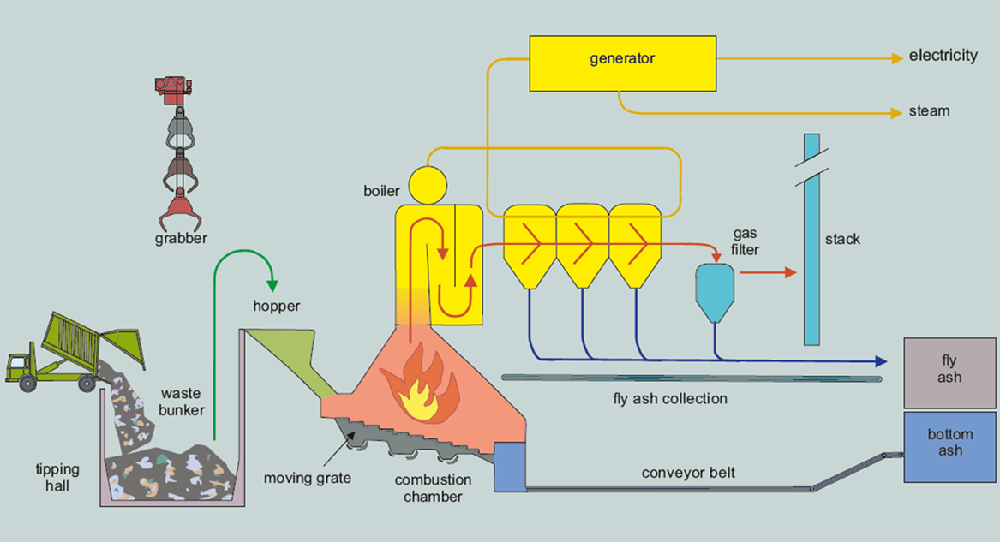 generator
electricity
steam
boiler
grabber
gas
filter
stack
hopper
waste
bunker
fly
ash
fly ash collection
bottom
ash
tipping
hall
moving grate
combustion
chamber
conveyor belt